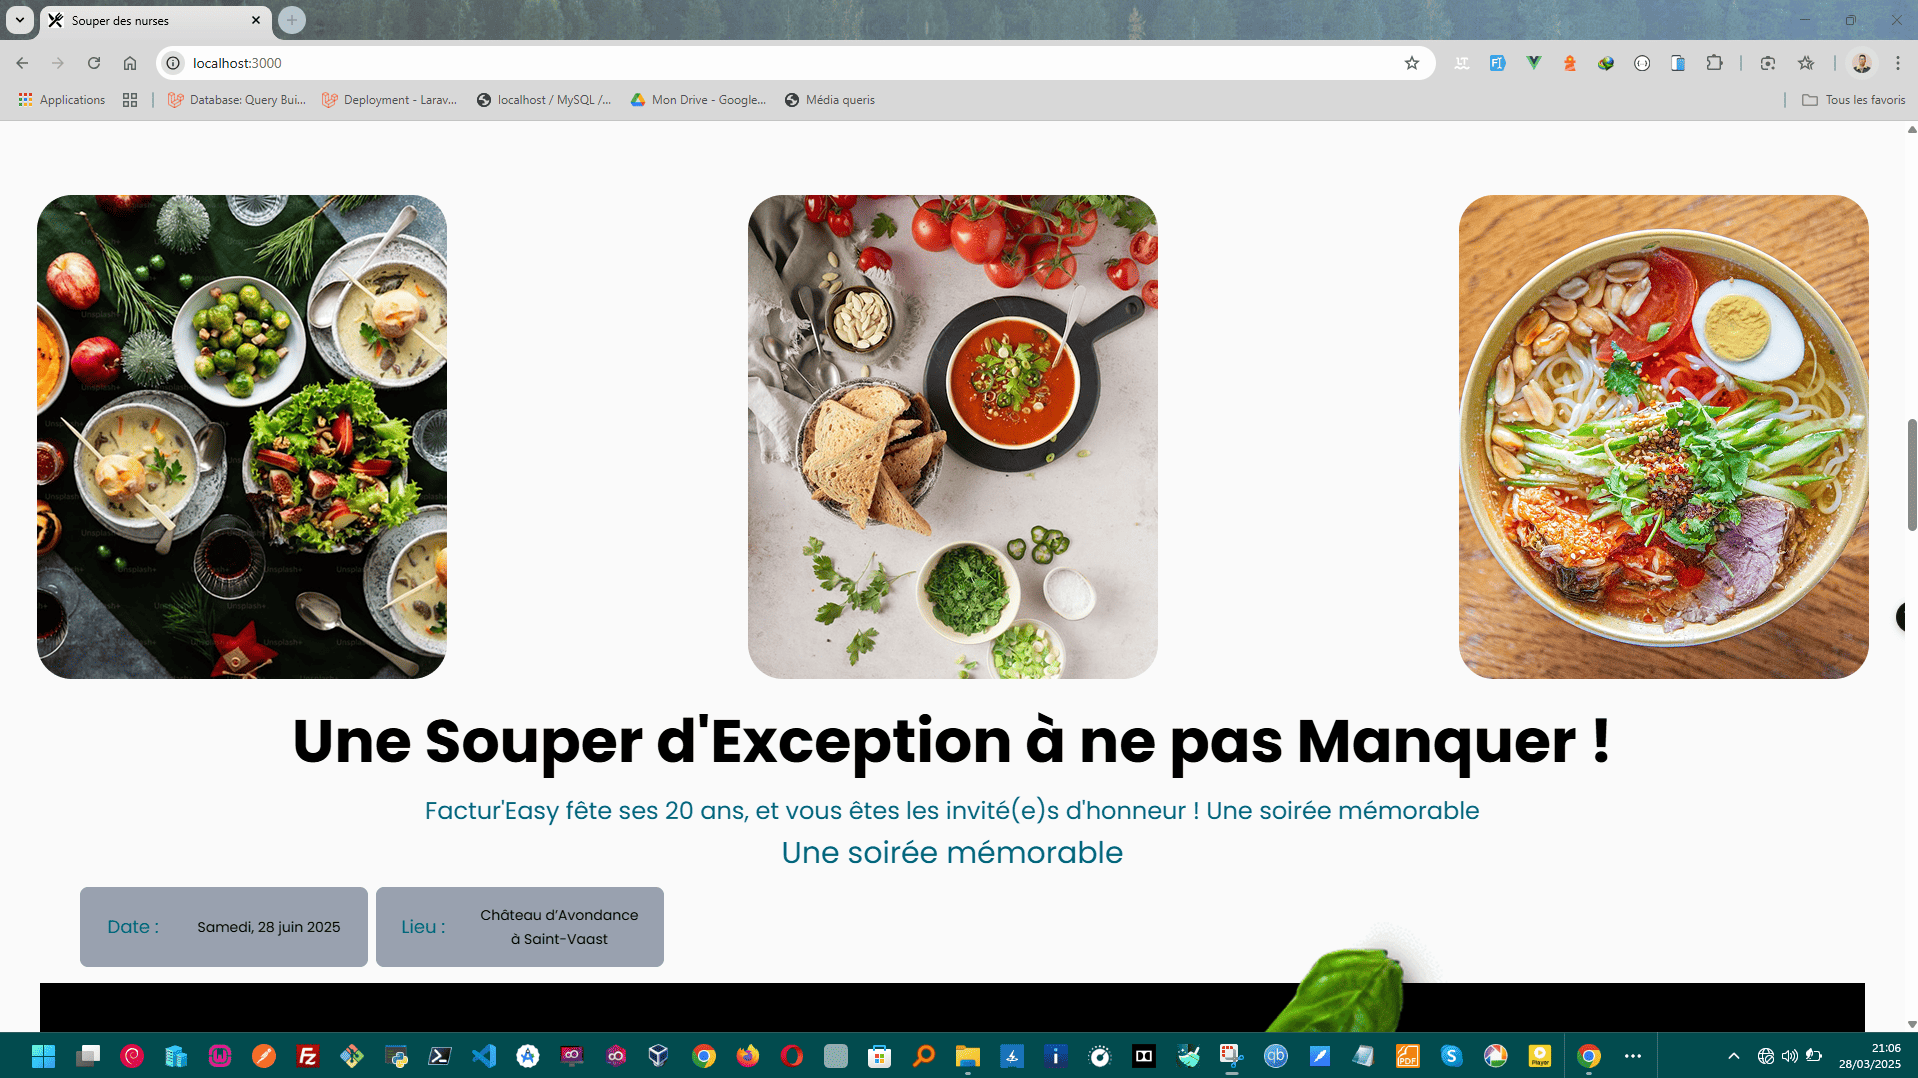 Souper des nurses
localhost:3000
Applications
Database: Query Bui...
Deployment - Larav...
localhost / MySQL /...
Mon Drive - Google...
Média queris
Tous les favoris
Une Souper d'Exception à ne pas Manquer !
Factur'Easy fête ses 20 ans, et vous êtes les invité(e)s d'honneur ! Une soirée mémorable
Une soirée mémorable
Date :
Samedi, 28 juin 2025
Lieu :
Château d’Avondance
à Saint-Vaast
21:06
28/03/2025